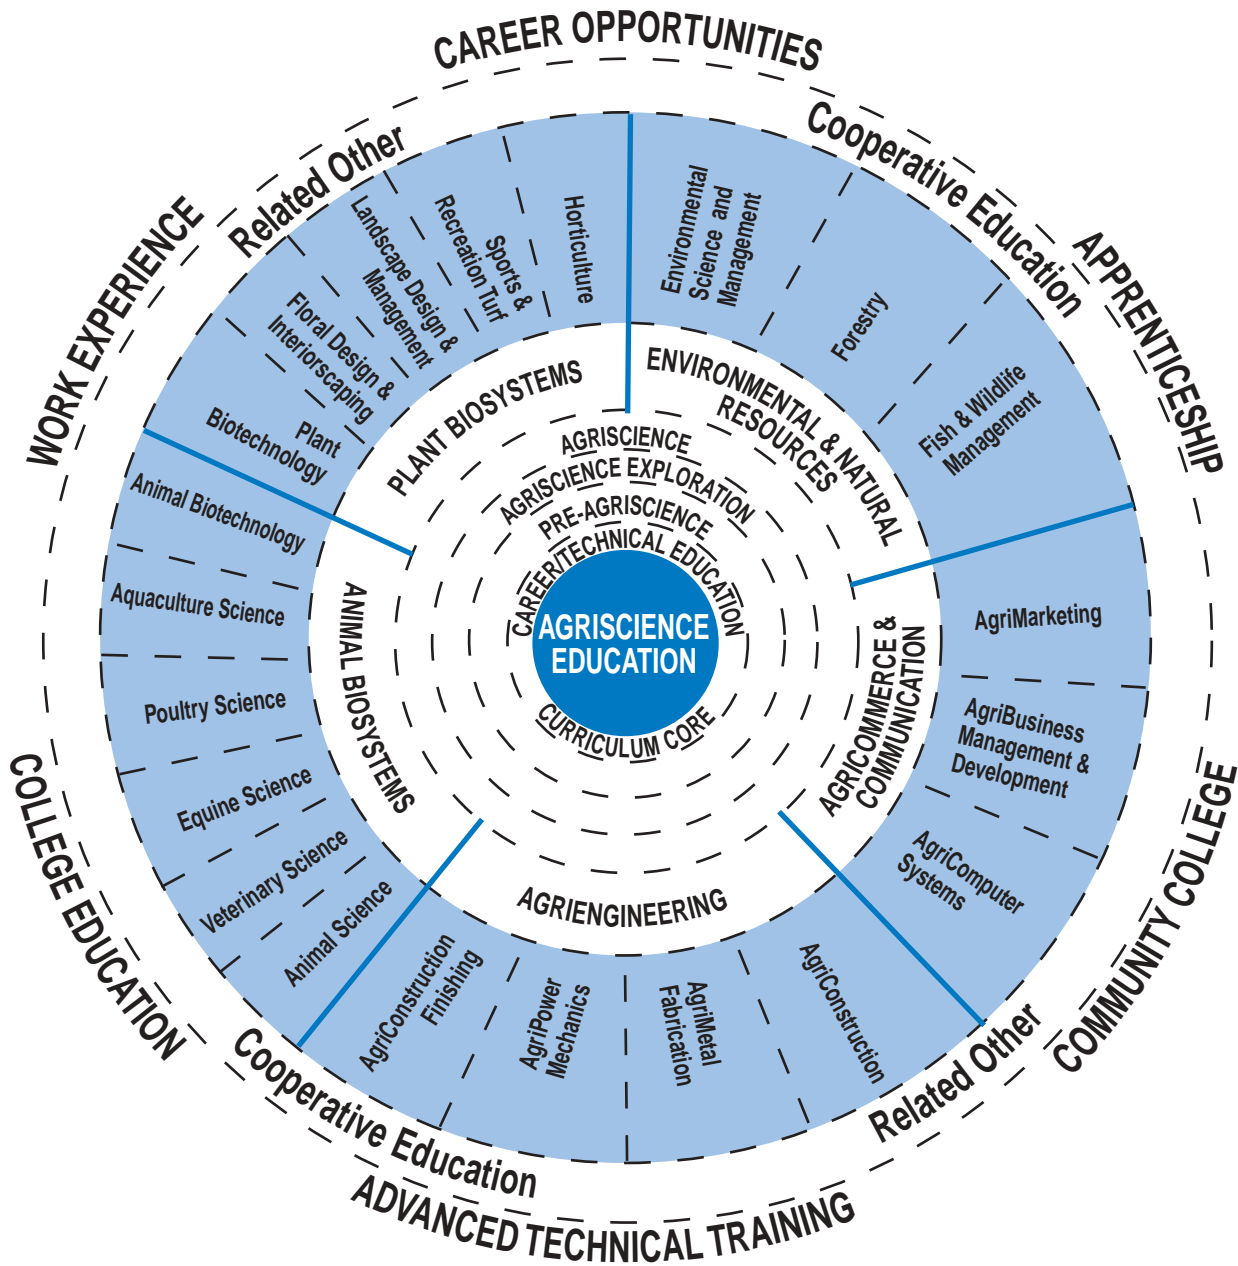 CAREER OPPORTUNITIES
Cooperative Education
APPRENTICESHIP
COMMUNITY COLLEGE
Related Other
ADVANCED TECHNICAL TRAINING
Cooperative Education
COLLEGE EDUCATION
WORK EXPERIENCE
Related Other
Environmental
Science and
Management
Forestry
Fish & Wildlife
Management
AgriMarketing
AgriBusiness
Management &
Development
AgriComputer
Systems
AgriConstruction
AgriMetal
Fabrication
AgriPower
Mechanics
AgriConstruction
Finishing
Animal Science
Veterinary Science
Equine Science
Poultry Science
Aquaculture Science
Animal Biotechnology
Plant
Biotechnology
Floral Design &
Interiorscaping
Landscape Design &
Management
Sports &
Recreation Turf
Horticulture
ENVIRONMENTAL & NATURAL
RESOURCES
AGRICOMMERCE &
COMMUNICATION
AGRIENGINEERING
ANIMAL BIOSYSTEMS
PLANT BIOSYSTEMS
AGRISCIENCE
AGRISCIENCE EXPLORATION
PRE-AGRISCIENCE
CAREER/TECHNICAL EDUCATION
AGRISCIENCE
EDUCATION
CURRICULUM CORE